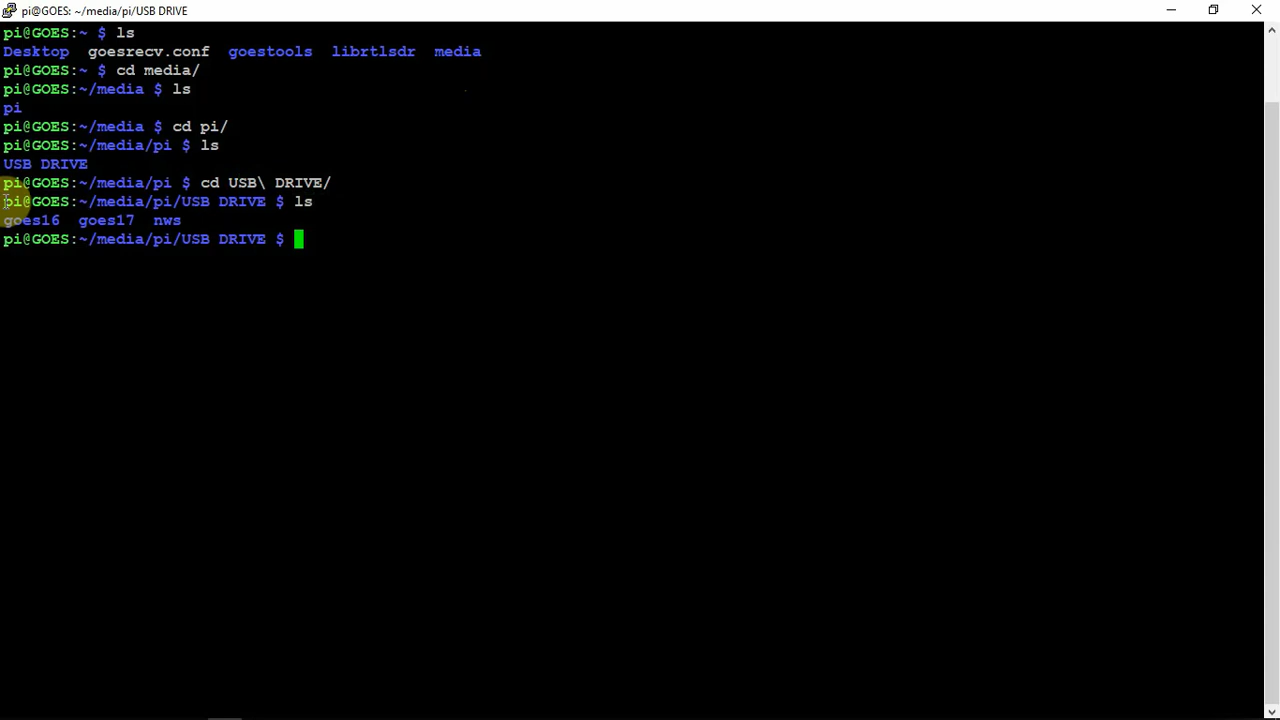 pi@GOES: ~/media/pi/USB DRIVE
pi@GOES:~ $ ls
Desktop  goesrecv.conf  goestools  librtlsdr  media
pi@GOES:~ $ cd media/
pi@GOES:~/media $ ls
pi
pi@GOES:~/media $ cd pi/
pi@GOES:~/media/pi $ ls
USB DRIVE
pi@GOES:~/media/pi $ cd USB\ DRIVE/
pi@GOES:~/media/pi/USB DRIVE $ ls
goes16  goes17  nws
pi@GOES:~/media/pi/USB DRIVE $